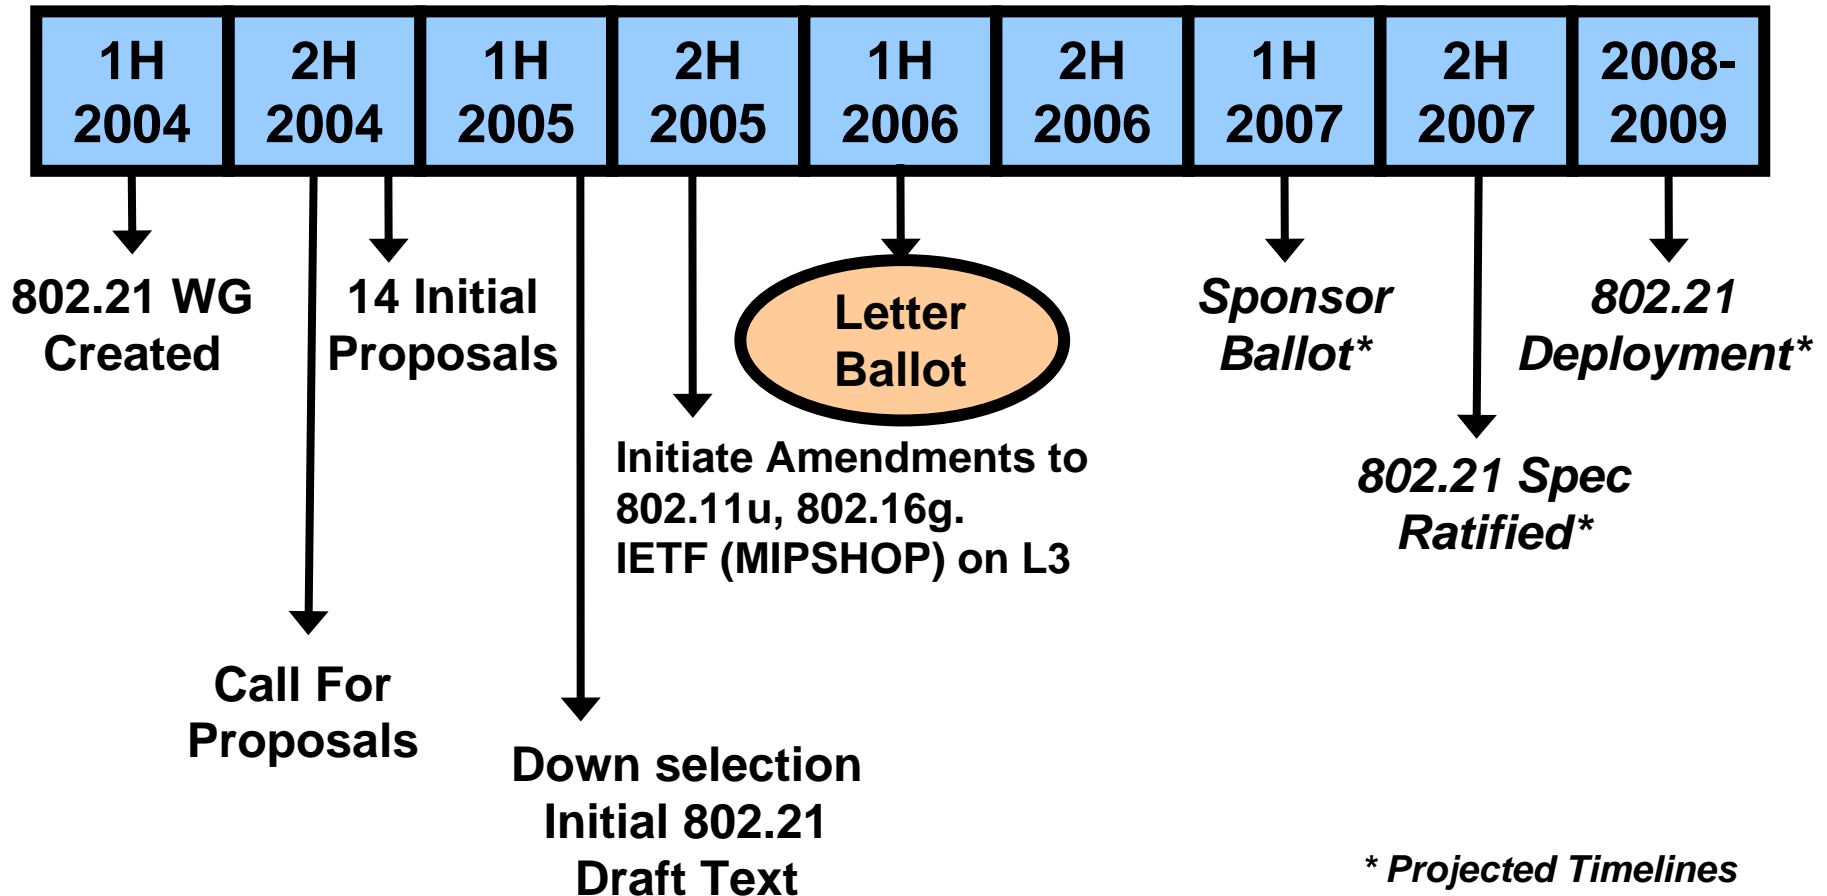 1H
2004
2H
2004
1H
2005
2H
2005
1H
2006
2H
2006
1H
2007
2H
2007
2008-
2009
802.21 WG
Created
14 Initial
Proposals
Letter
Ballot
Sponsor
Ballot*
802.21
Deployment*
Initiate Amendments to
802.11u, 802.16g.
IETF (MIPSHOP) on L3
802.21 Spec
Ratified*
Call For
Proposals
Down selection
Initial 802.21
Draft Text
* Projected Timelines